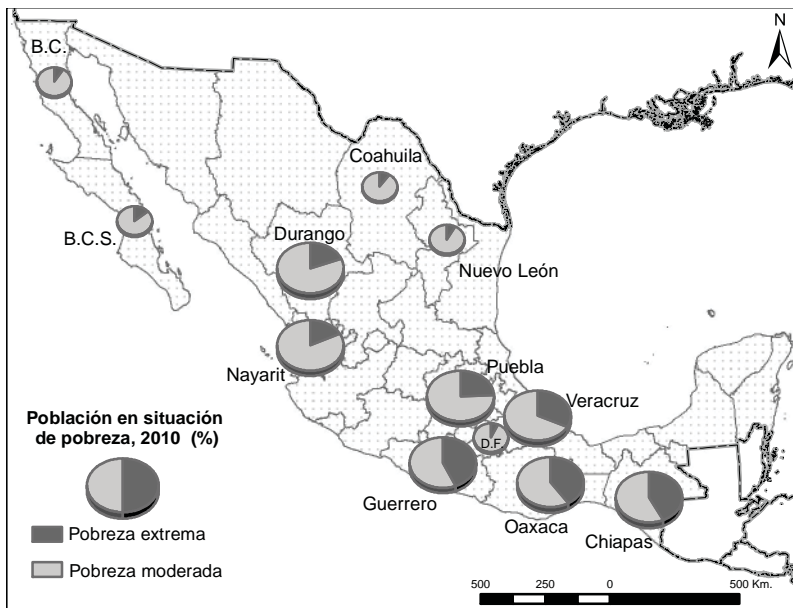 N
B.C.
Coahuila
B.C.S.
Durango
Nuevo León
Nayarit
Puebla
Veracruz
D.F.
Guerrero
Oaxaca
Chiapas
Población en situación
de pobreza, 2010 (%)
Pobreza extrema
Pobreza moderada
500 250 0 500 Km.